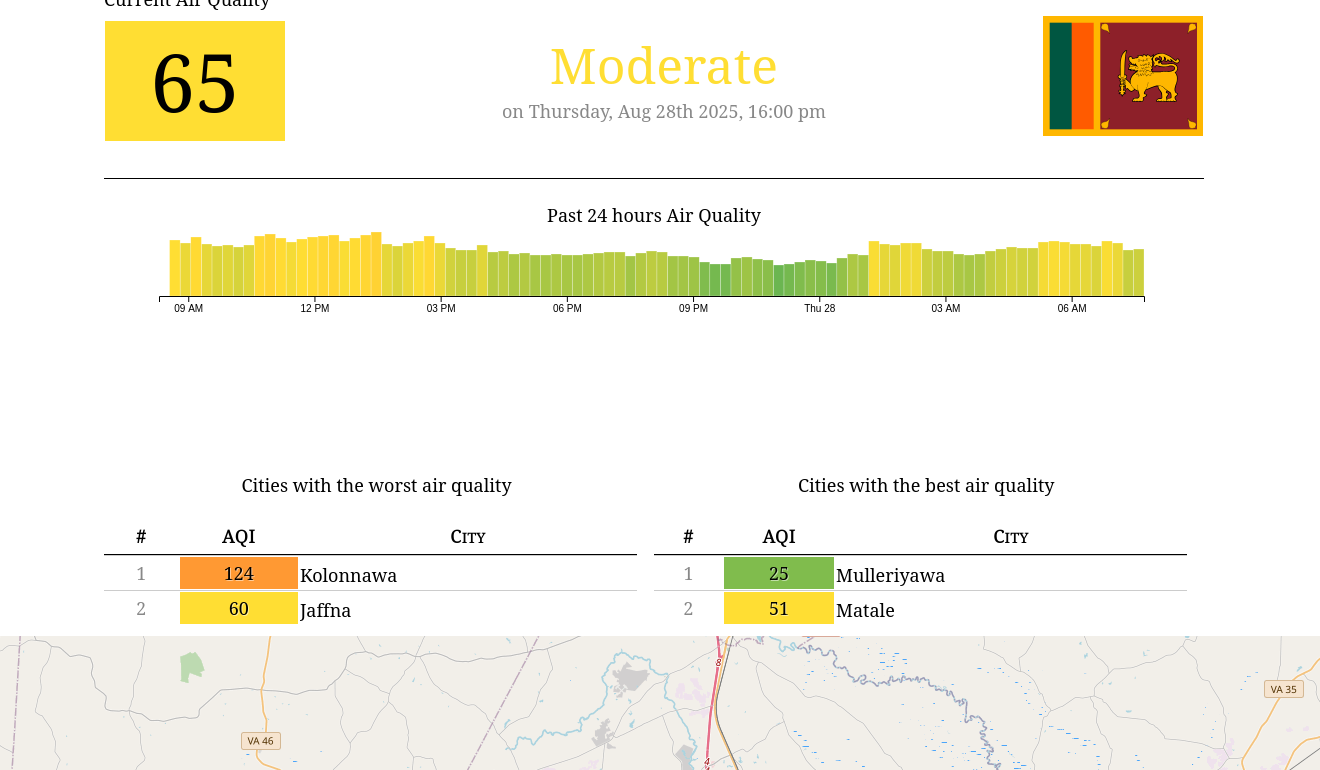 Current Air Quality
65
Moderate
on Thursday, Aug 28th 2025, 16:00 pm
Past 24 hours Air Quality
09 AM 12 PM 03 PM 06 PM 09 PM Thu 28 03 AM 06 AM
Cities with the worst air quality
# AQI City
1 124 Kolonnawa
2 60 Jaffna
Cities with the best air quality
# AQI City
1 25 Mulleriyawa
2 51 Matale
8
VA 35
VA 46
4